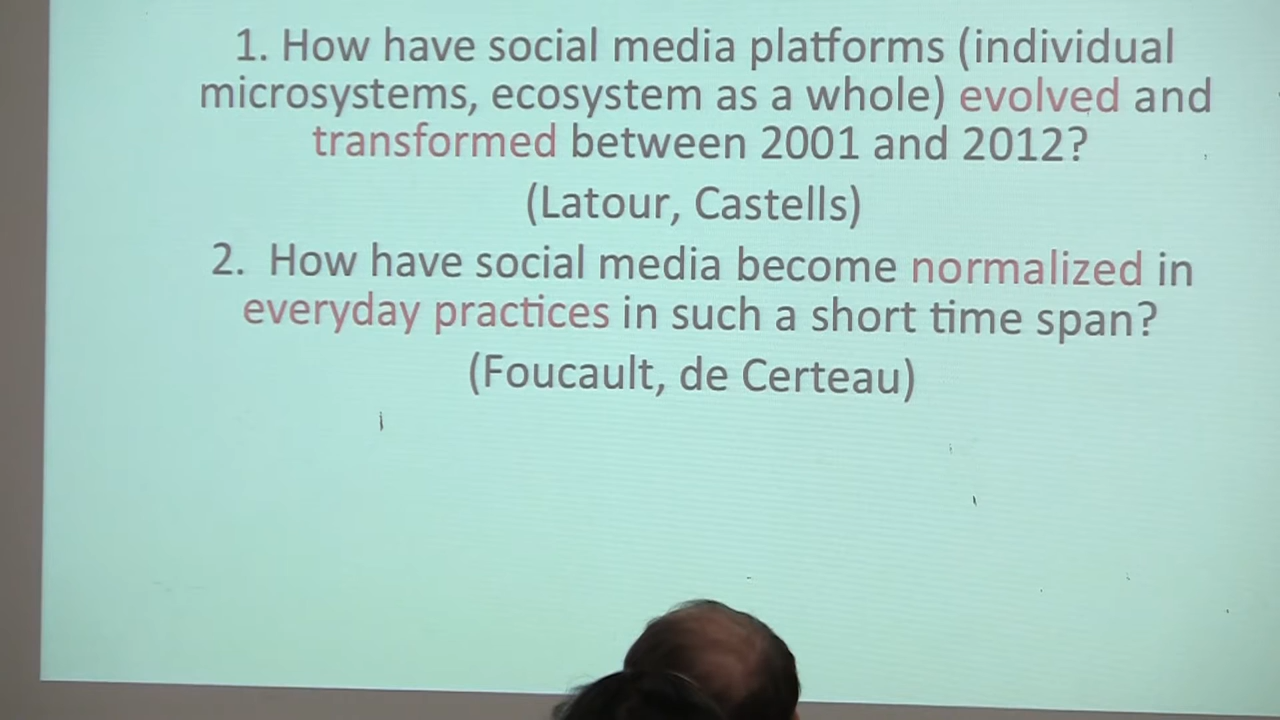 1. How have social media platforms (individual
microsystems, ecosystem as a whole) evolved and
transformed between 2001 and 2012?
(Latour, Castells)
2. How have social media become normalized in
everyday practices in such a short time span?
(Foucault, de Certeau)